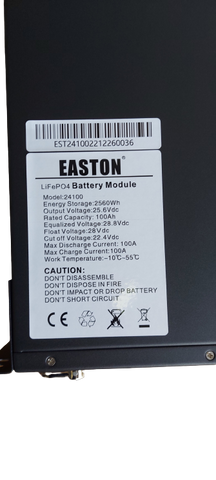 EST241002212260036
EASTON®
LiFePO4 Battery Module
Model:24100
Energy Storage:2560Wh
Output Voltage:25.6Vdc
Rated Capacity:100Ah
Equalized Voltage:28.8Vdc
Float Voltage:28Vdc
Cut off Voltage:22.4Vdc
Max Discharge Current:100A
Max Charge Current:100A
Work Temperature:-10℃~55℃
CAUTION:
DON'T DISASSEMBLE
DON'T DISPOSE IN FIRE
DON'T IMPACT OR DROP BATTERY
DON'T SHORT CIRCUIT
CE